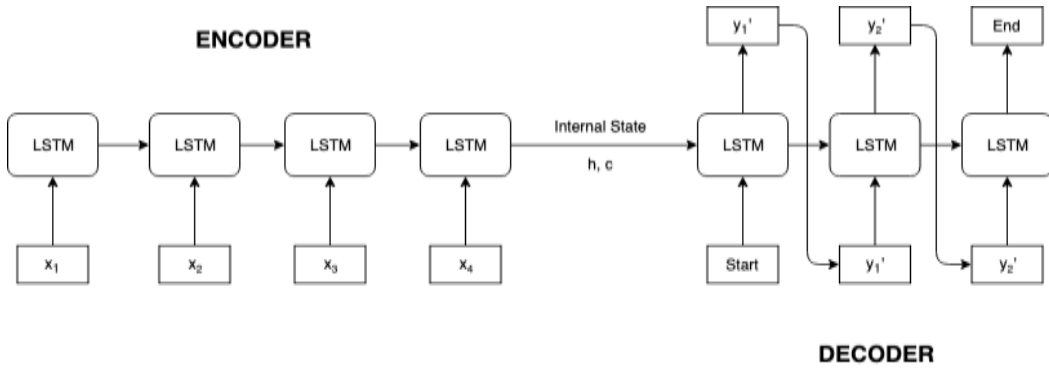 ENCODER
y₁'
y₂'
End
LSTM
LSTM
LSTM
LSTM
Internal State
h, c
LSTM
LSTM
LSTM
x₁
x₂
x₃
x₄
Start
y₁'
y₂'
DECODER